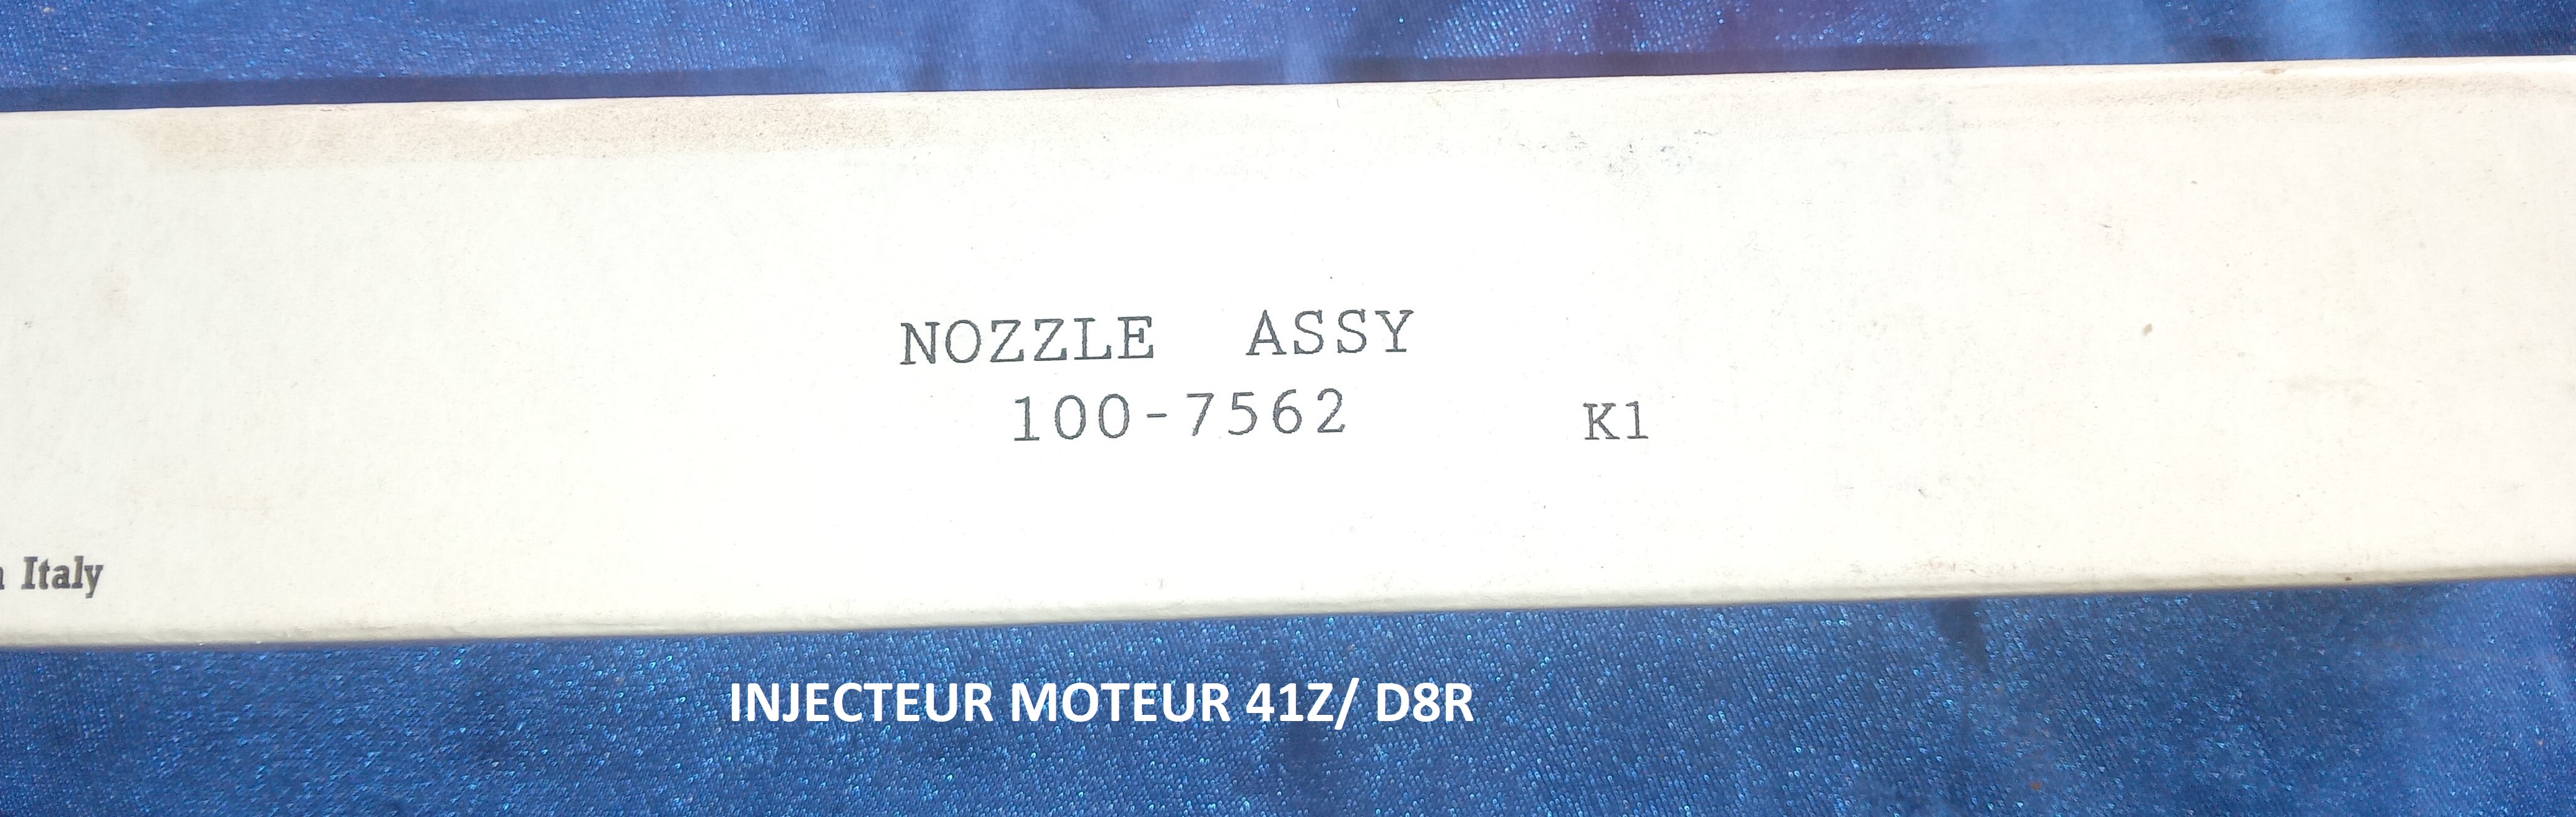 NOZZLE ASSY
100-7562 K1
Italy
INJECTEUR MOTEUR 41Z/ D8R